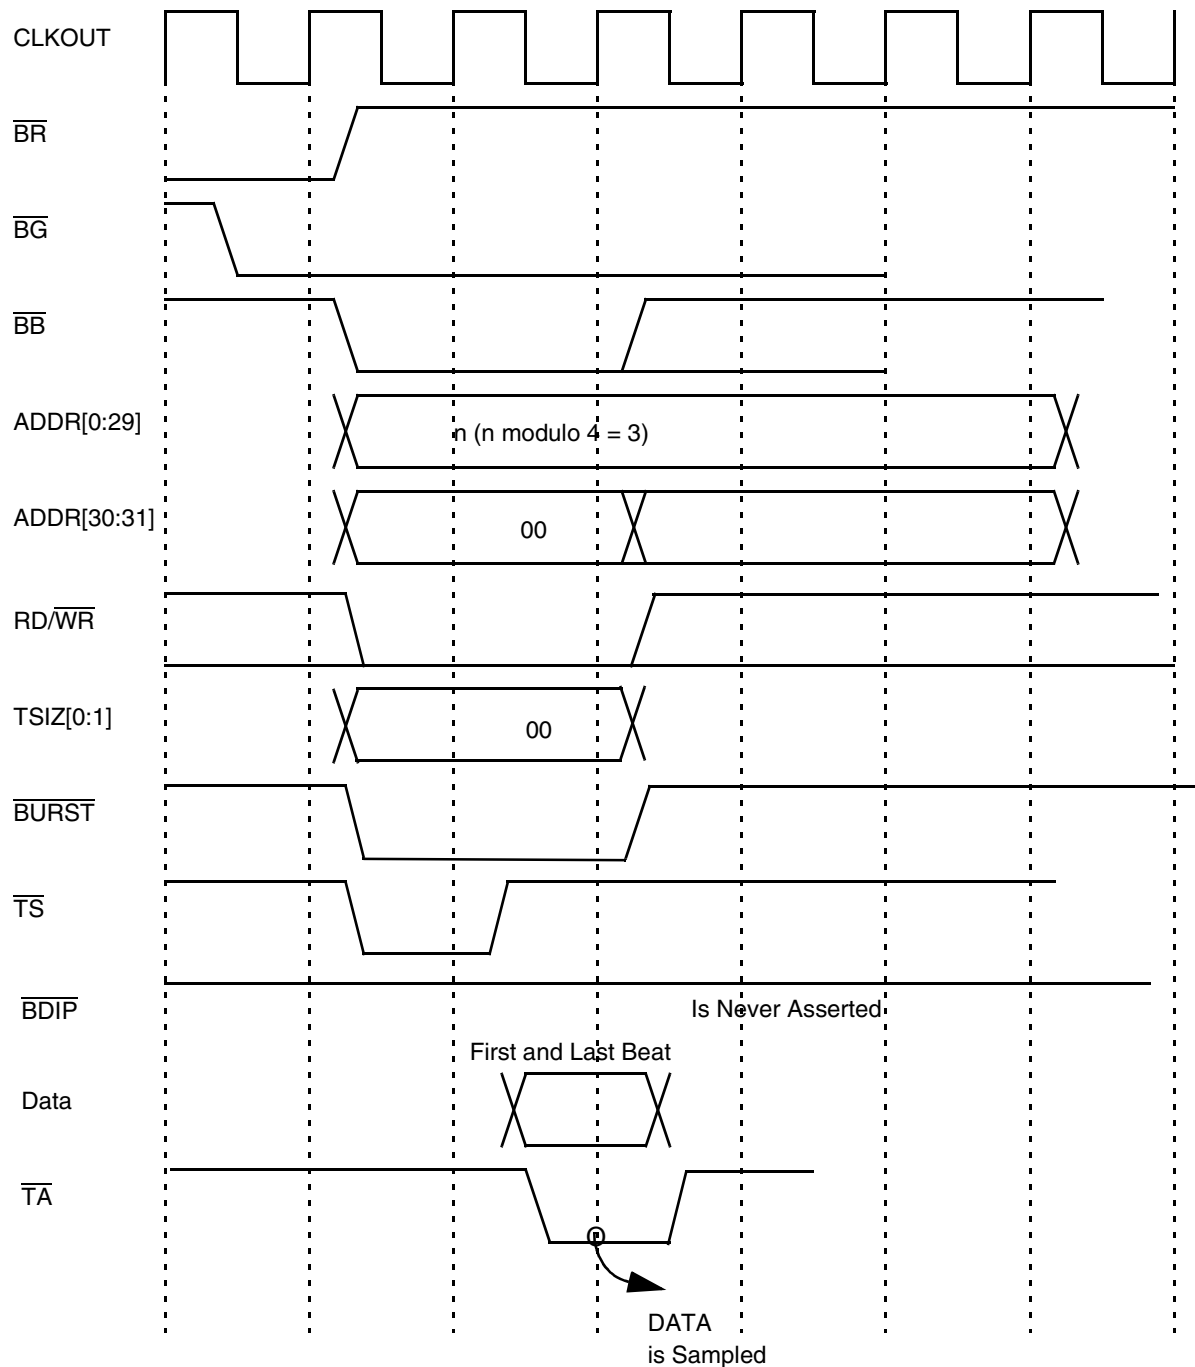 CLKOUT
BR
BG
BB
ADDR[0:29]
n (n modulo 4 = 3)
ADDR[30:31]
00
RD/WR
TSIZ[0:1]
00
BURST
TS
BDIP
Is Never Asserted
First and Last Beat
Data
TA
DATA
is Sampled